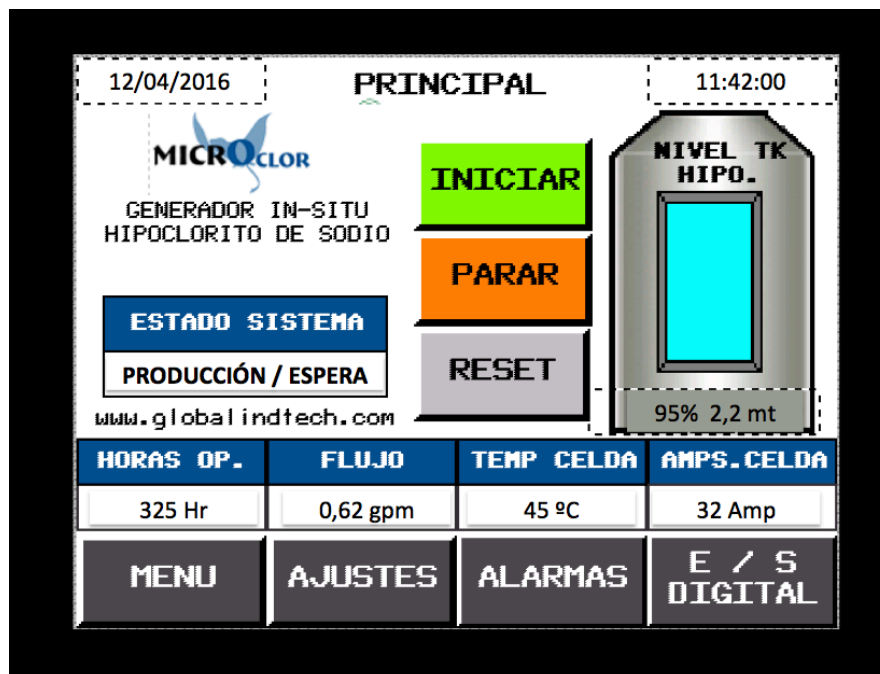 12/04/2016
PRINCIPAL
11:42:00
MICROCLOR
GENERADOR IN-SITU
HIPOCLORITO DE SODIO
INICIAR
PARAR
RESET
NIVEL TK
HIPO.
95% 2,2 mt
ESTADO SISTEMA
PRODUCCIÓN / ESPERA
www.globalindtech.com
HORAS OP. FLUJO TEMP CELDA AMPS.CELDA
325 Hr 0,62 gpm 45 ºC 32 Amp
MENU AJUSTES ALARMAS E / S
DIGITAL